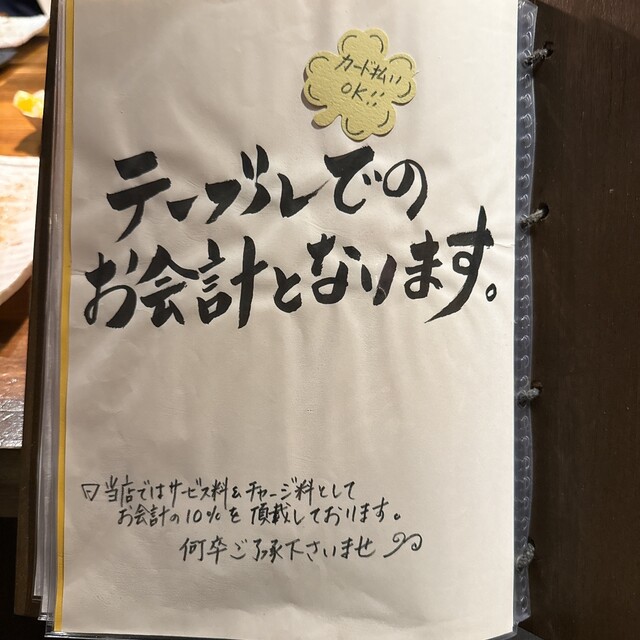 カード払い
OK!!
テーブルでの
お会計となります。
当店ではサービス料&チャージ料として
お会計の10%を頂戴しております。
何卒ご了承下さいませ